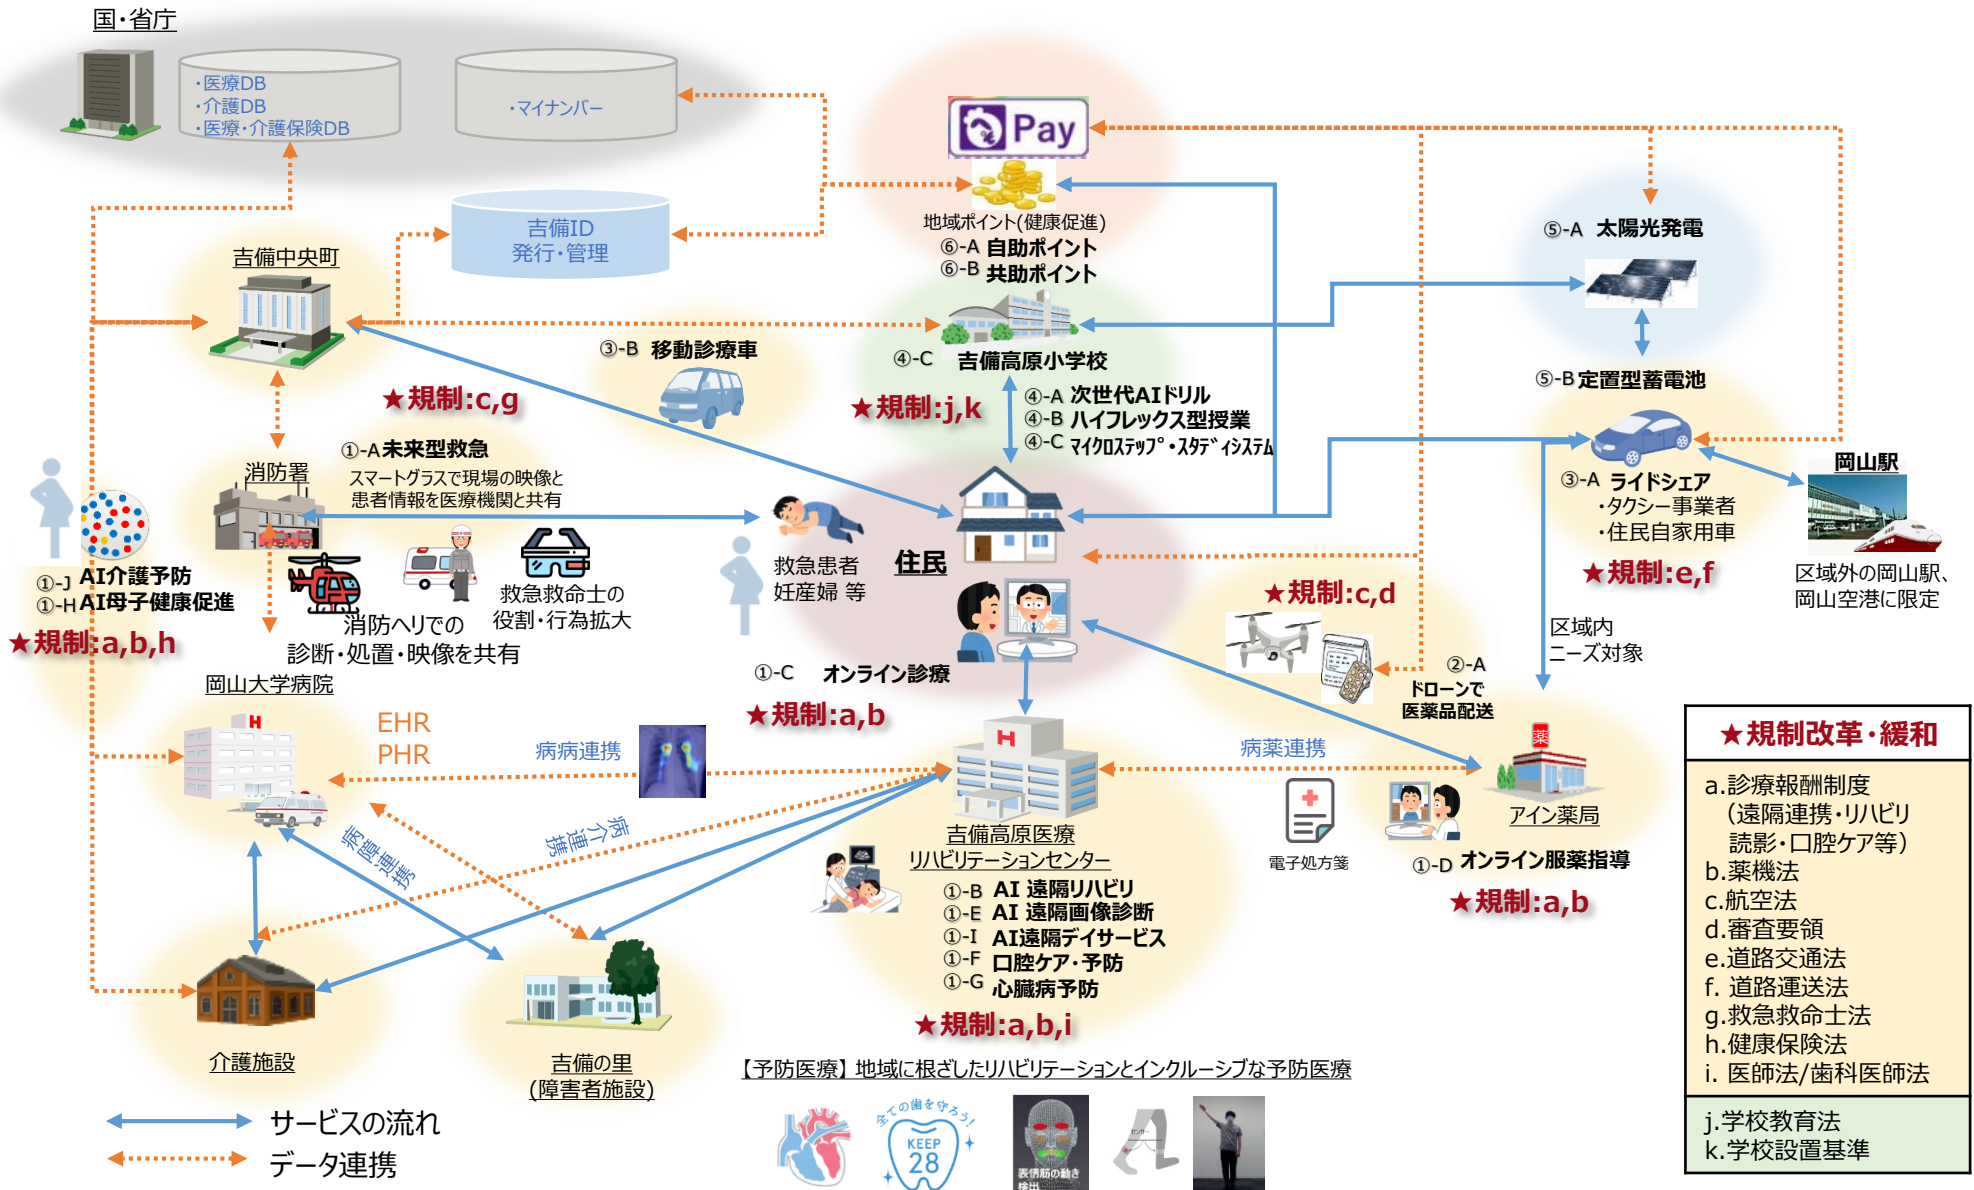 国・省庁
・医療DB
・介護DB
・医療・介護保険DB
・マイナンバー
吉備ID
発行・管理
Pay
地域ポイント(健康促進)
⑥-A 自助ポイント
⑥-B 共助ポイント
⑤-A 太陽光発電
吉備中央町
③-B 移動診療車
④-C 吉備高原小学校
⑤-B 定置型蓄電池
★規制:c,g
★規制:j,k
④-A 次世代AIドリル
④-B ハイフレックス型授業
④-C マイクロステップ・スタディシステム
①-A 未来型救急
スマートグラスで現場の映像と
患者情報を医療機関と共有
消防署
岡山駅
③-A ライドシェア
・タクシー事業者
・住民自家用車
★規制:e,f
区域外の岡山駅、
岡山空港に限定
①-J AI介護予防
①-H AI母子健康促進
★規制:a,b,h
救急救命士の
役割・行為拡大
消防ヘリでの
診断・処置・映像を共有
救急患者
妊産婦 等
住民
★規制:c,d
区域内
ニーズ対象
①-C オンライン診療
★規制:a,b
②-A
ドローンで
医薬品配送
岡山大学病院
H
EHR
PHR
病病連携
H
病薬連携
薬
アイン薬局
電子処方箋
①-D オンライン服薬指導
★規制:a,b
病障連携
病介連携
吉備高原医療
リハビリテーションセンター
①-B AI 遠隔リハビリ
①-E AI 遠隔画像診断
①-I AI遠隔デイサービス
①-F 口腔ケア・予防
①-G 心臓病予防
★規制:a,b,i
介護施設
吉備の里
(障害者施設)
【予防医療】地域に根ざしたリハビリテーションとインクルーシブな予防医療
サービスの流れ
データ連携
全ての歯を守ろう!
KEEP
28
表情筋の動き
検出
センサー
★規制改革・緩和
a.診療報酬制度
(遠隔連携・リハビリ
読影・口腔ケア等)
b.薬機法
c.航空法
d.審査要領
e.道路交通法
f. 道路運送法
g.救急救命士法
h.健康保険法
i. 医師法/歯科医師法
j.学校教育法
k.学校設置基準